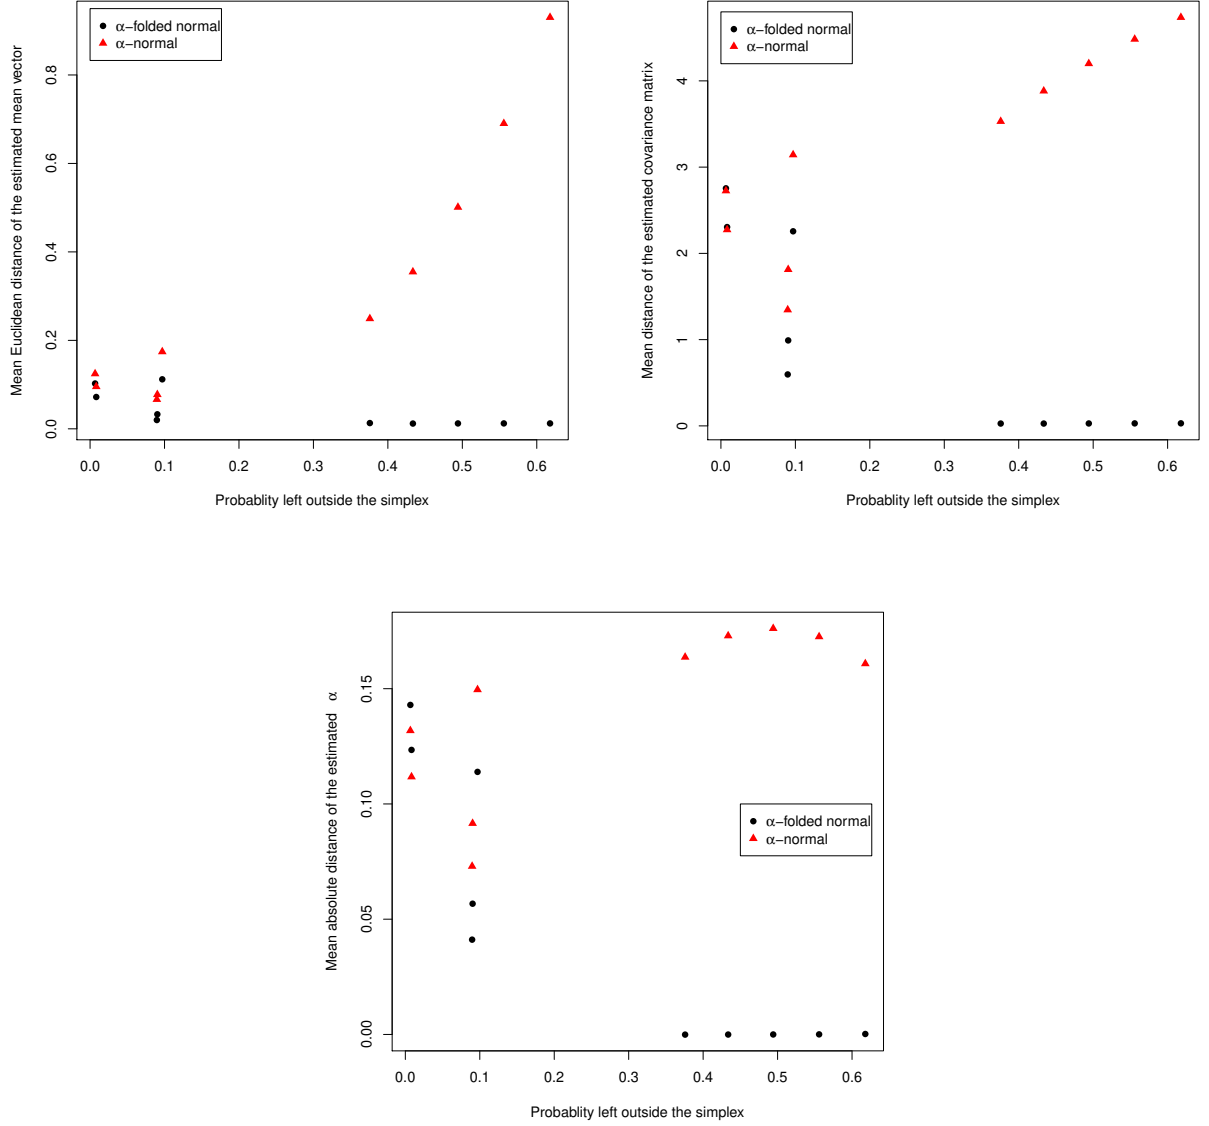 α−folded normal
α−normal
Mean Euclidean distance of the estimated mean vector
0.8
0.6
0.4
0.2
0.0
0.0 0.1 0.2 0.3 0.4 0.5 0.6
Probablity left outside the simplex
α−folded normal
α−normal
Mean distance of the estimated covariance matrix
4
3
2
1
0
0.0 0.1 0.2 0.3 0.4 0.5 0.6
Probablity left outside the simplex
Mean absolute distance of the estimated α
0.15
0.10
0.05
0.00
α−folded normal
α−normal
0.0 0.1 0.2 0.3 0.4 0.5 0.6
Probablity left outside the simplex